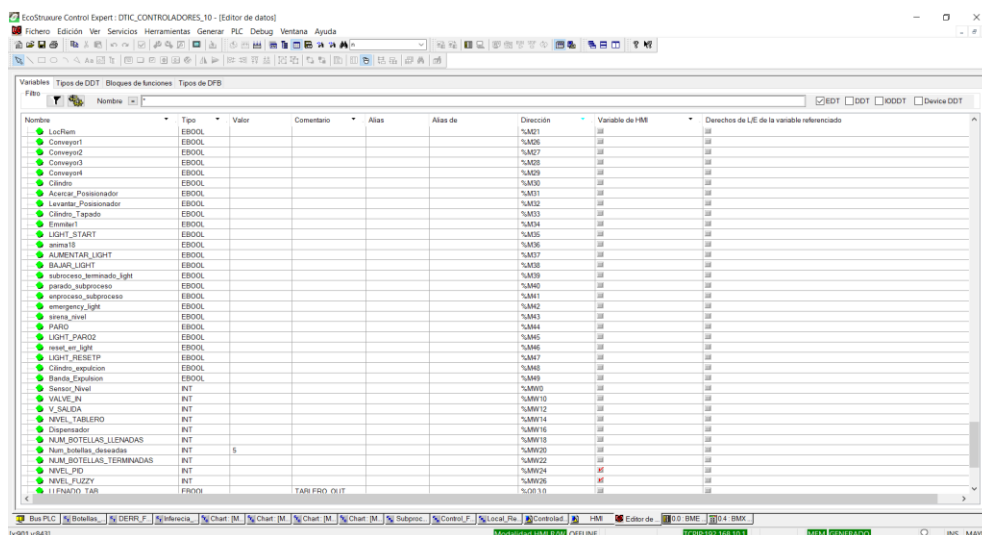 EcoStruxure Control Expert : DTIC_CONTROLADORES_10 - [Editor de datos]
Fichero Edición Ver Servicios Herramientas Generar PLC Debug Ventana Ayuda
Variables Tipos de DDT Bloques de funciones Tipos de DFB
Filtro
Nombre * EDT DDT IODDT Device DDT
Nombre Tipo Valor Comentario Alias Alias de Dirección Variable de HMI Derechos de L/E de la variable referenciado
LocRem EBOOL %M21
Conveyor1 EBOOL %M26
Conveyor2 EBOOL %M27
Conveyor3 EBOOL %M28
Conveyor4 EBOOL %M29
Cilindro EBOOL %M30
Acercar_Posisionador EBOOL %M31
Levantar_Posisionador EBOOL %M32
Cilindro_Tapado EBOOL %M33
Emmiter1 EBOOL %M34
LIGHT_START EBOOL %M35
anima18 EBOOL %M36
AUMENTAR_LIGHT EBOOL %M37
BAJAR_LIGHT EBOOL %M38
subroceso_terminado_light EBOOL %M39
parado_subproceso EBOOL %M40
enproceso_subproceso EBOOL %M41
emergency_light EBOOL %M42
sirena_nivel EBOOL %M43
PARO EBOOL %M44
LIGHT_PARO2 EBOOL %M45
reset_err_light EBOOL %M46
LIGHT_RESETP EBOOL %M47
Cilindro_expulcion EBOOL %M48
Banda_Expulsion EBOOL %M49
Sensor_Nivel INT %MW0
VALVE_IN INT %MW10
V_SALIDA INT %MW12
NIVEL_TABLERO INT %MW14
Dispensador INT %MW16
NUM_BOTELLAS_LLENADAS INT %MW18
Num_botellas_deseadas INT 5 %MW20
NUM_BOTELLAS_TERMINADAS INT %MW22
NIVEL_PID INT %MW24
NIVEL_FUZZY INT %MW26
LLENADO_TAB EBOOL TABLERO_OUT %Q0.3.0
Bus PLC Botellas_... DERR_F... Inferecia_... Chart: [M... Chart: [M... Chart: [M... Chart: [M... Subproc... Control_F... Local_Re... Controlad... HMI Editor de ... 0.0 : BME ... 0.4 : BMX ...
OFFLINE MEM GENERADO INS MAY